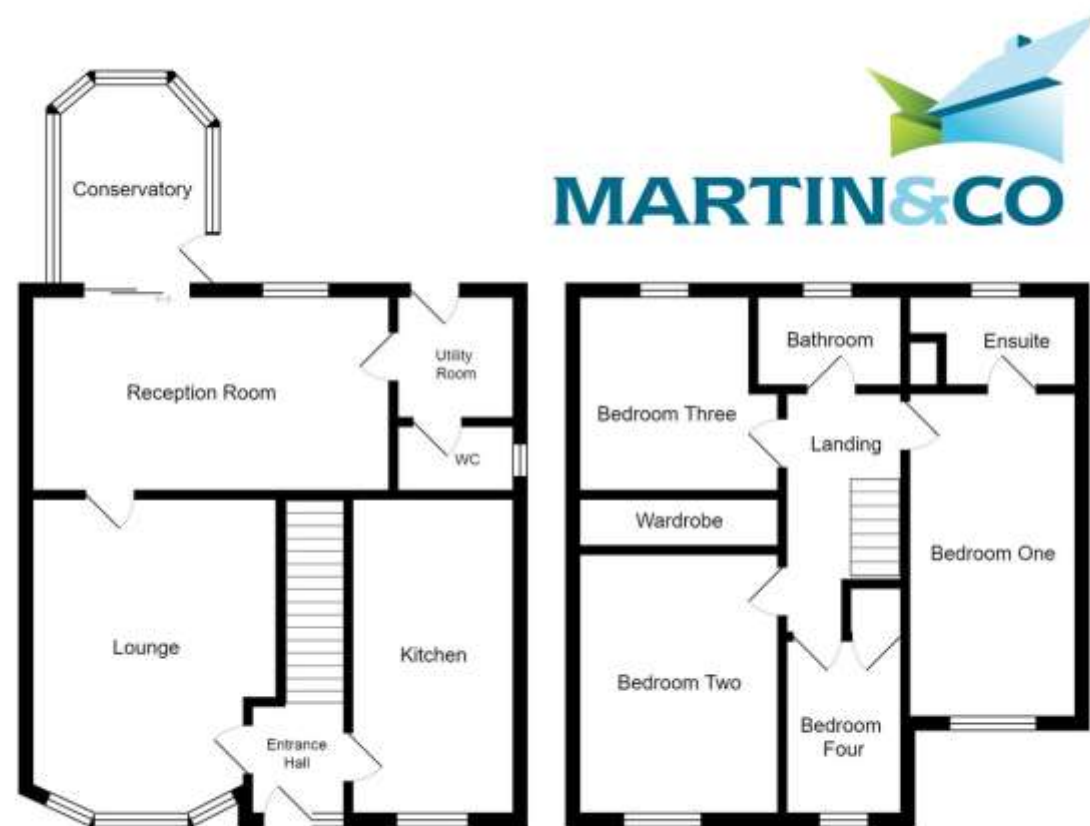 MARTIN&CO
Conservatory
Reception Room
Utility
Room
WC
Lounge
Kitchen
Entrance
Hall
Bathroom
Ensuite
Bedroom Three
Landing
Wardrobe
Bedroom One
Bedroom Two
Bedroom
Four